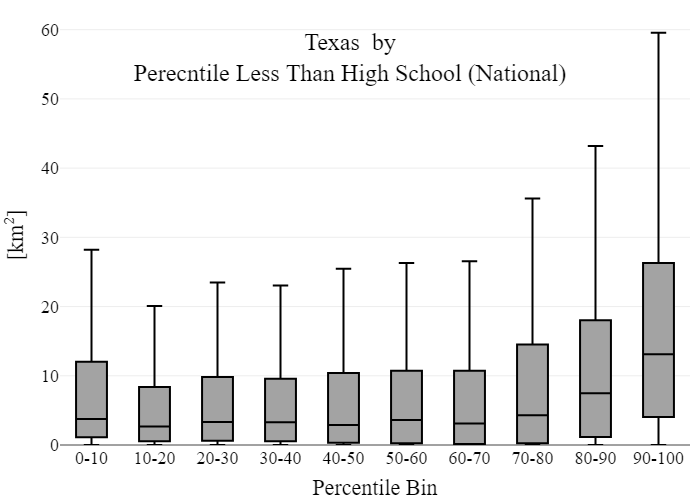 Texas by
Perecntile Less Than High School (National)
60
50
40
30
20
10
0
[km²]
0-10 10-20 20-30 30-40 40-50 50-60 60-70 70-80 80-90 90-100
Percentile Bin